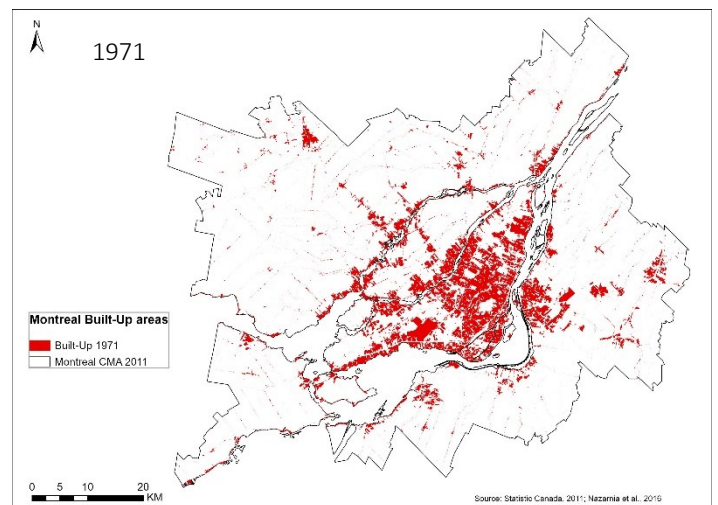 N
1971
Montreal Built-Up areas
Built-Up 1971
Montreal CMA 2011
0 5 10 20
KM
Source: Statistic Canada, 2011; Nazarnia et al., 2016